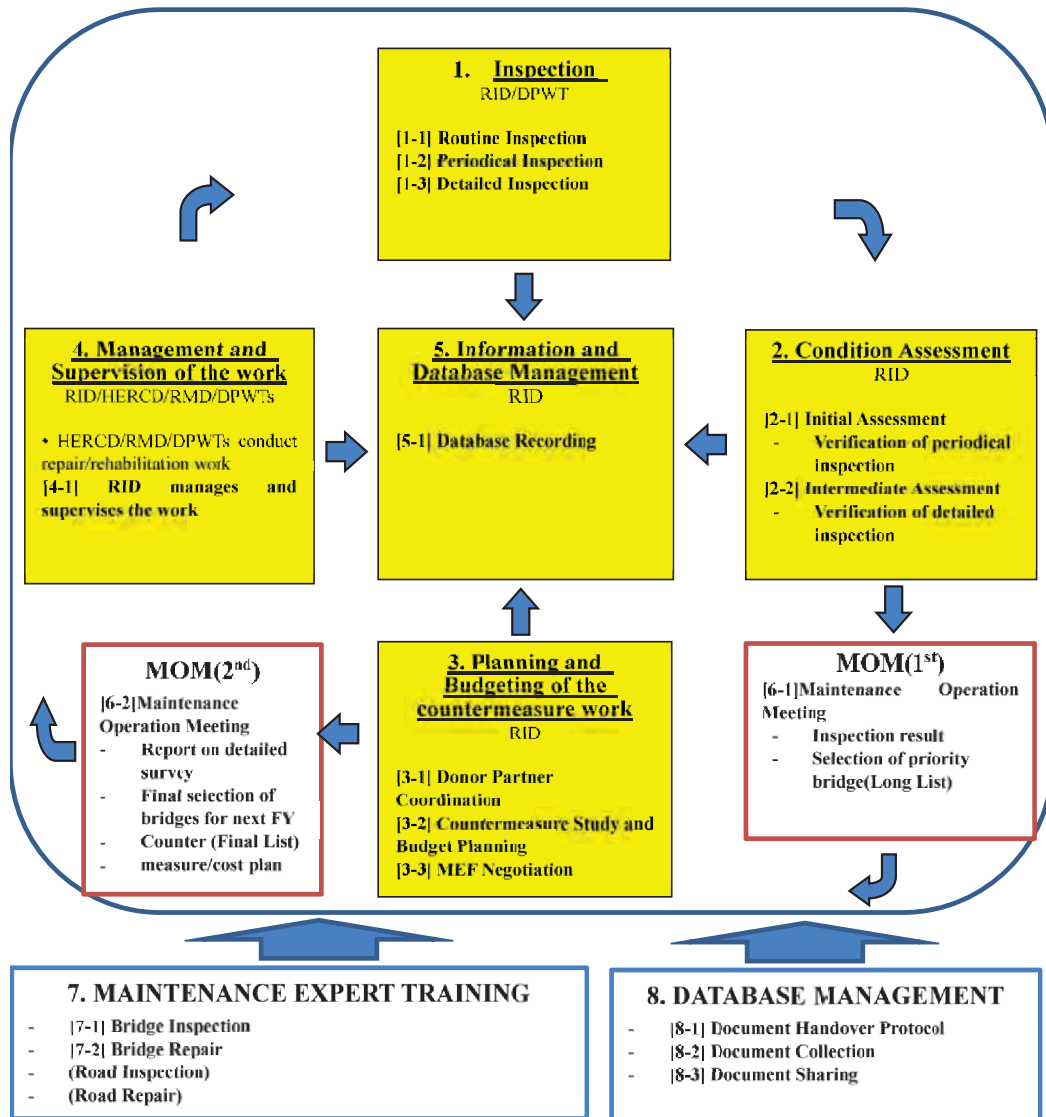 1. Inspection
RID/DPWT
[1-1] Routine Inspection
[1-2] Periodical Inspection
[1-3] Detailed Inspection
4. Management and
Supervision of the work
RID/HERCD/RMD/DPWTs
• HERCD/RMD/DPWTs conduct
repair/rehabilitation work
[4-1] RID manages and
supervises the work
5. Information and
Database Management
RID
[5-1] Database Recording
2. Condition Assessment
RID
[2-1] Initial Assessment
- Verification of periodical
inspection
[2-2] Intermediate Assessment
- Verification of detailed
inspection
MOM(2nd)
[6-2]Maintenance
Operation Meeting
- Report on detailed
survey
- Final selection of
bridges for next FY
- Counter (Final List)
- measure/cost plan
3. Planning and
Budgeting of the
countermeasure work
RID
[3-1] Donor Partner
Coordination
[3-2] Countermeasure Study and
Budget Planning
[3-3] MEF Negotiation
MOM(1st)
[6-1]Maintenance Operation
Meeting
- Inspection result
- Selection of priority
bridge(Long List)
7. MAINTENANCE EXPERT TRAINING
- [7-1] Bridge Inspection
- [7-2] Bridge Repair
- (Road Inspection)
- (Road Repair)
8. DATABASE MANAGEMENT
- [8-1] Document Handover Protocol
- [8-2] Document Collection
- [8-3] Document Sharing